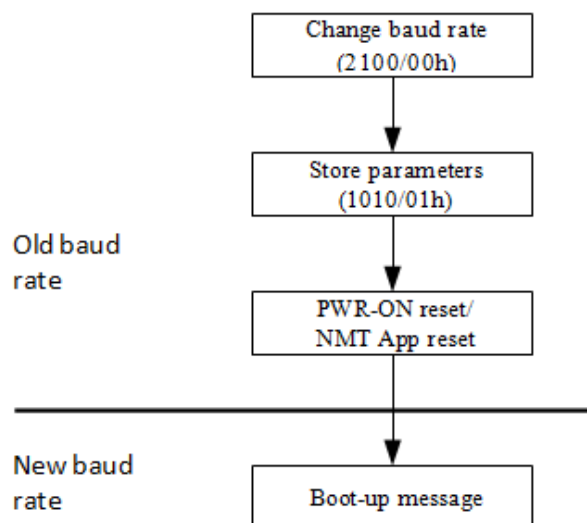 Change baud rate
(2100/00h)
Store parameters
(1010/01h)
Old baud
rate
PWR-ON reset/
NMT App reset
New baud
rate
Boot-up message